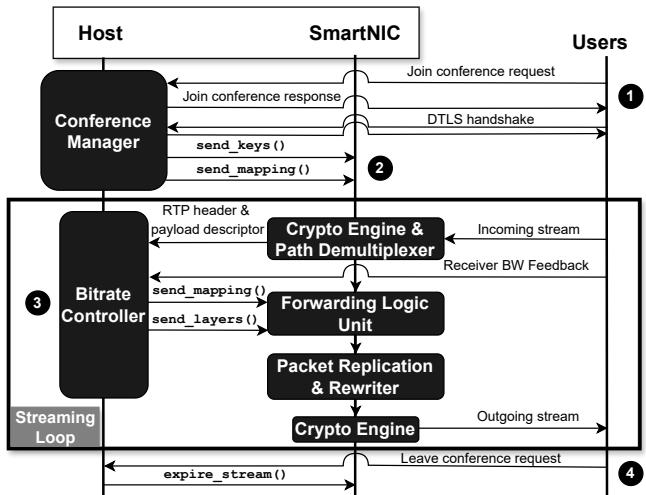 Host
SmartNIC
Users
Join conference request
Join conference response
1
DTLS handshake
Conference
Manager
send_keys()
2
send_mapping()
RTP header &
payload descriptor
Crypto Engine &
Path Demultiplexer
Incoming stream
Receiver BW Feedback
3
Bitrate
Controller
send_mapping()
send_layers()
Forwarding Logic
Unit
Packet Replication
& Rewriter
Streaming
Loop
Crypto Engine
Outgoing stream
Leave conference request
4
expire_stream()